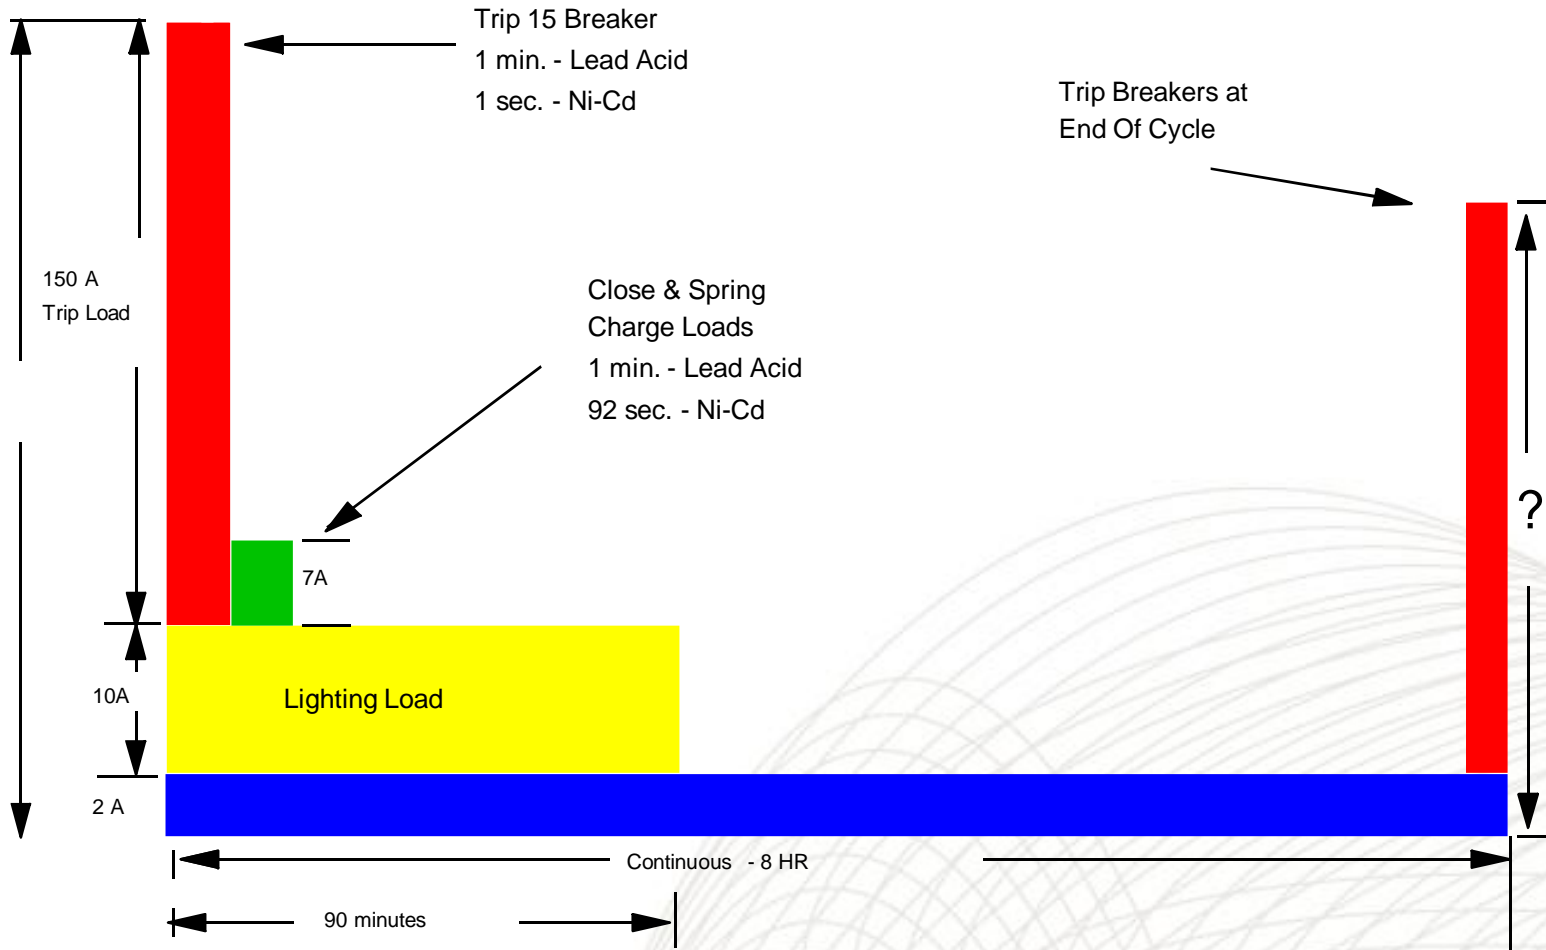 Trip 15 Breaker
1 min. - Lead Acid
1 sec. - Ni-Cd
Trip Breakers at
End Of Cycle
150 A
Trip Load
Close & Spring
Charge Loads
1 min. - Lead Acid
92 sec. - Ni-Cd
?
7A
10A
Lighting Load
2 A
Continuous - 8 HR
90 minutes